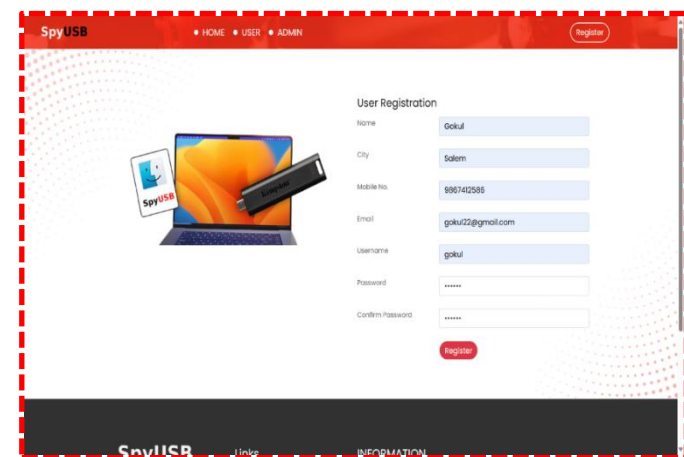 SpyUSB
• HOME • USER • ADMIN
Register
User Registration
Name Gokul
City Salem
Mobile No. 9867412586
Email gokul22@gmail.com
Username gokul
Password ••••••
Confirm Password ••••••
Register
SpyUSB
Kingston
SpyUSB Links INFORMATION